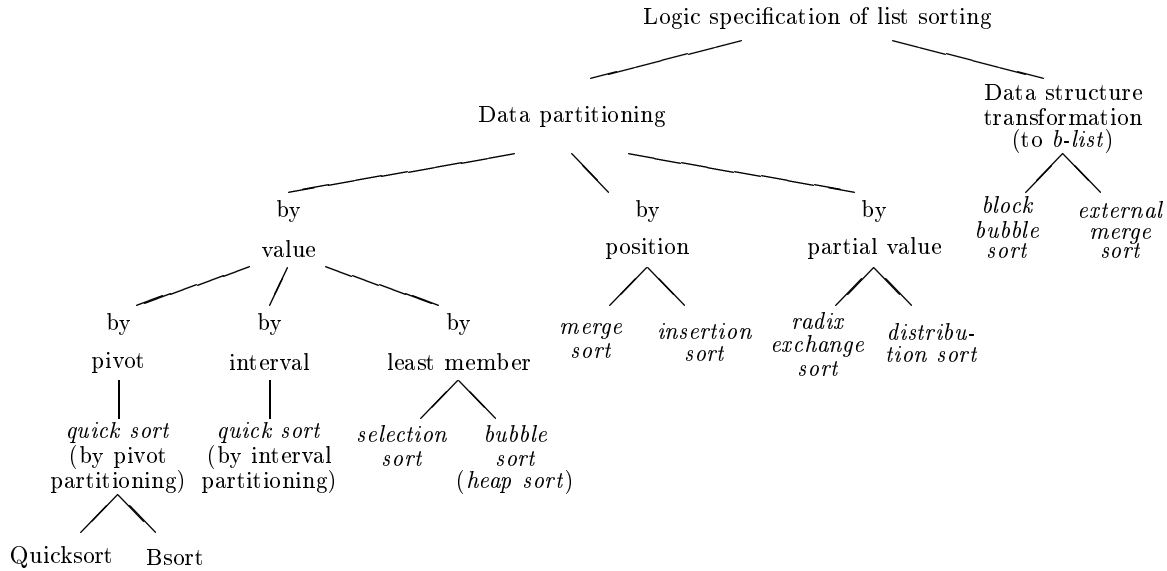 Logic specification of list sorting
Data partitioning
Data structure
transformation
(to b-list)
by
value
by
position
by
partial value
block
bubble
sort
external
merge
sort
by
pivot
by
interval
by
least member
merge
sort
insertion
sort
radix
exchange
sort
distribu-
tion sort
quick sort
(by pivot
partitioning)
quick sort
(by interval
partitioning)
selection
sort
bubble
sort
(heap sort)
Quicksort
Bsort